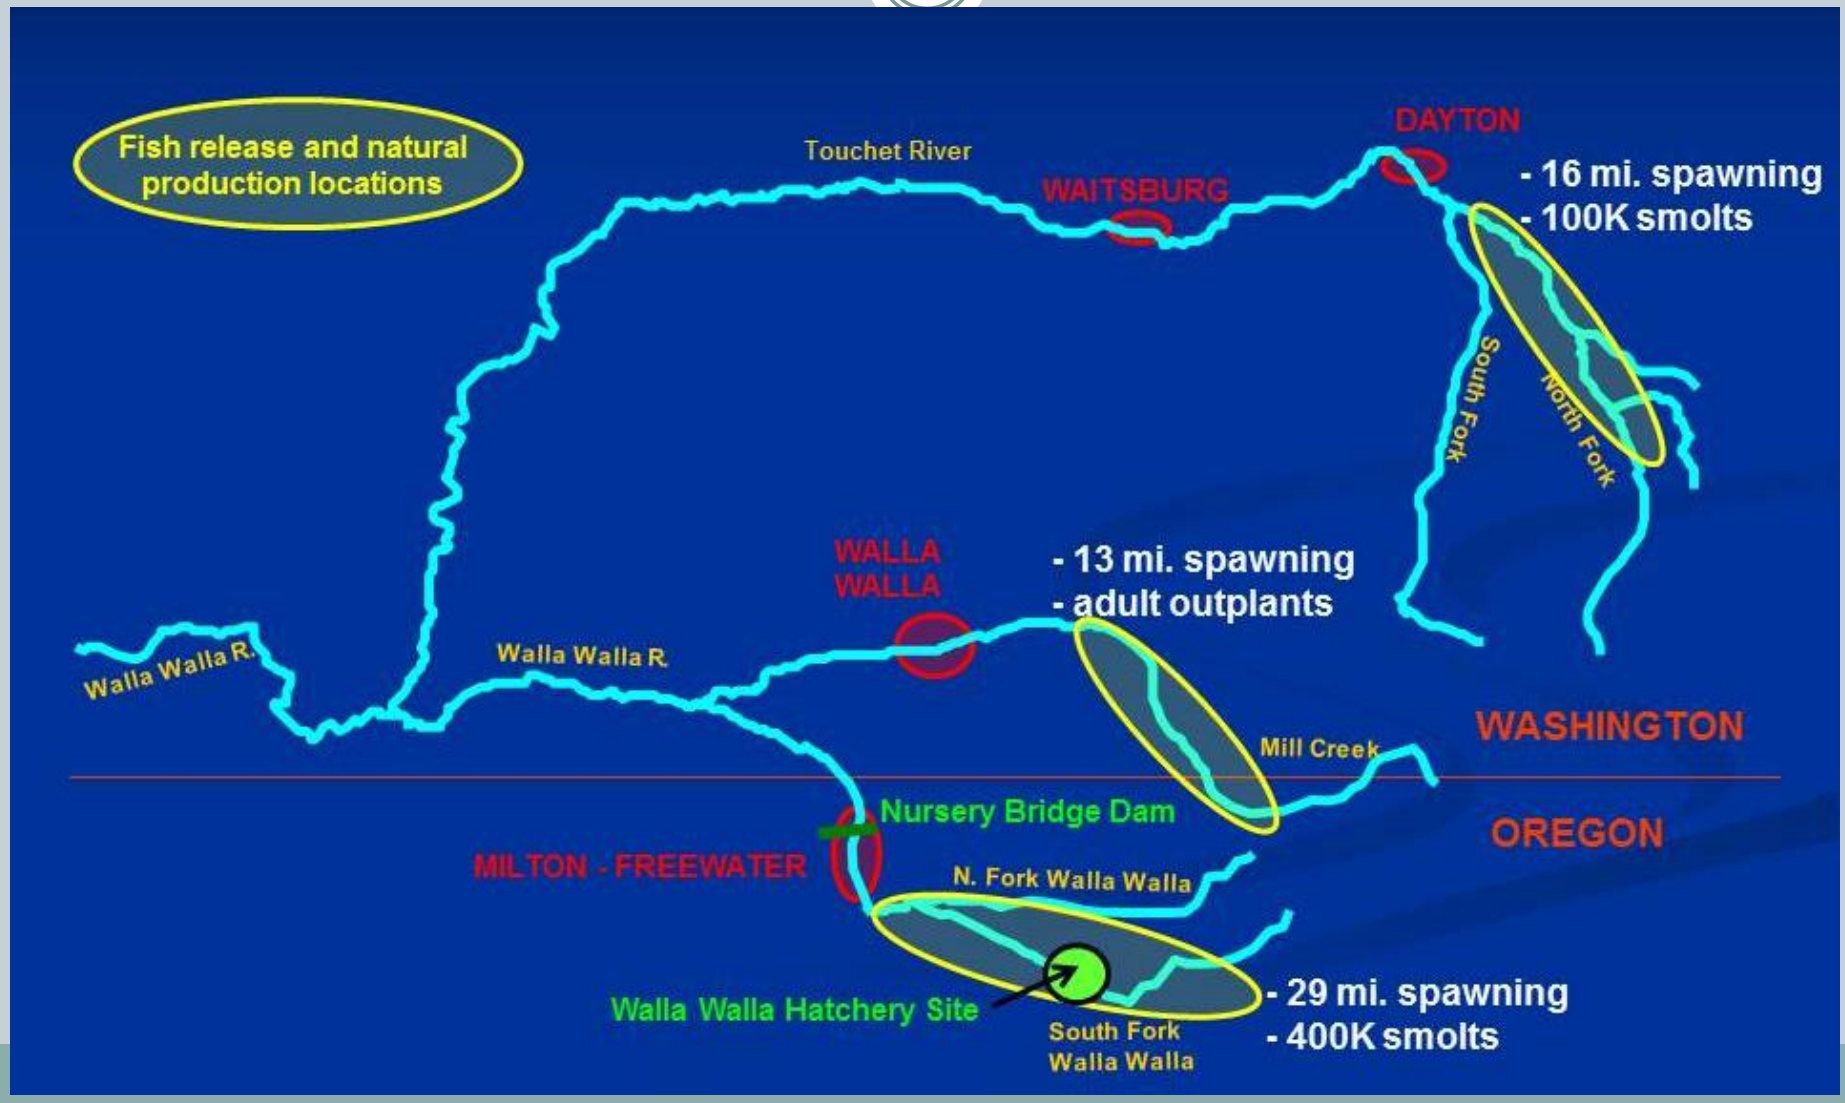 Fish release and natural
production locations
Touchet River
WAITSBURG
DAYTON
- 16 mi. spawning
- 100K smolts
South Fork
North Fork
WALLA
WALLA
- 13 mi. spawning
- adult outplants
Walla Walla R.
Walla Walla R.
Mill Creek
WASHINGTON
OREGON
Nursery Bridge Dam
MILTON - FREEWATER
N. Fork Walla Walla
Walla Walla Hatchery Site
South Fork
Walla Walla
- 29 mi. spawning
- 400K smolts